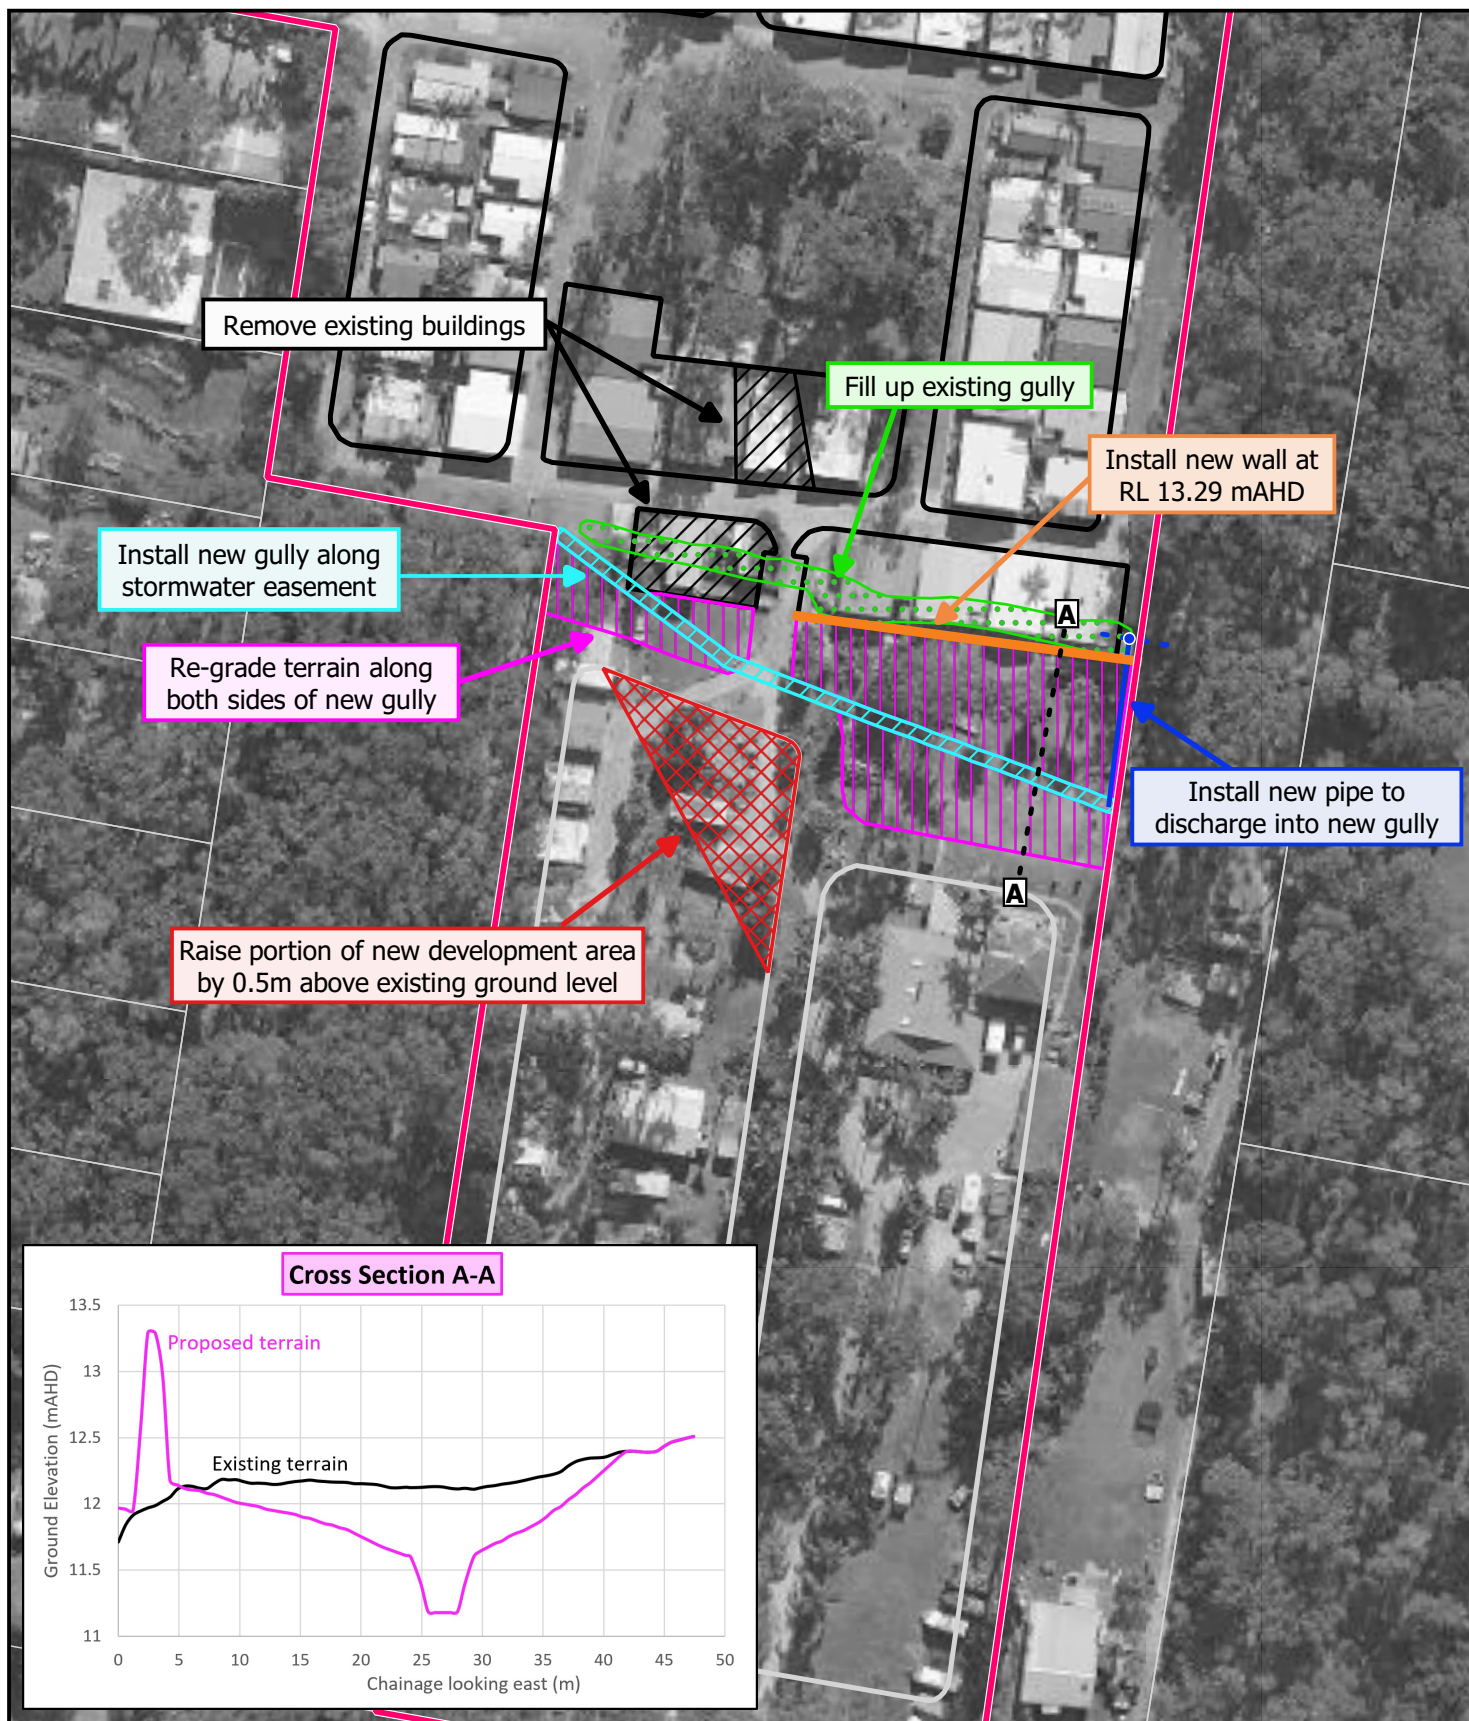 Remove existing buildings
Fill up existing gully
Install new wall at
RL 13.29 mAHD
Install new gully along
stormwater easement
A
Re-grade terrain along
both sides of new gully
Install new pipe to
discharge into new gully
A
Raise portion of new development area
by 0.5m above existing ground level
Cross Section A-A
13.5
Proposed terrain
13
12.5
Existing terrain
12
11.5
11
Ground Elevation (mAHD)
0 5 10 15 20 25 30 35 40 45 50
Chainage looking east (m)